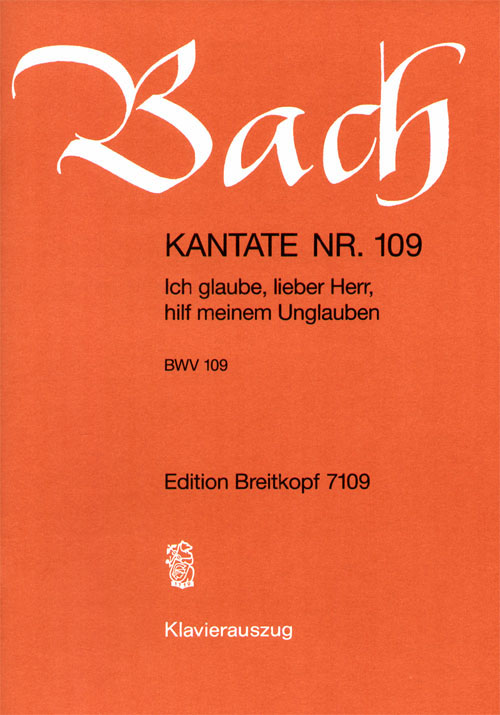 Bach
KANTATE NR. 109
Ich glaube, lieber Herr,
hilf meinem Unglauben
BWV 109
Edition Breitkopf 7109
Klavierauszug